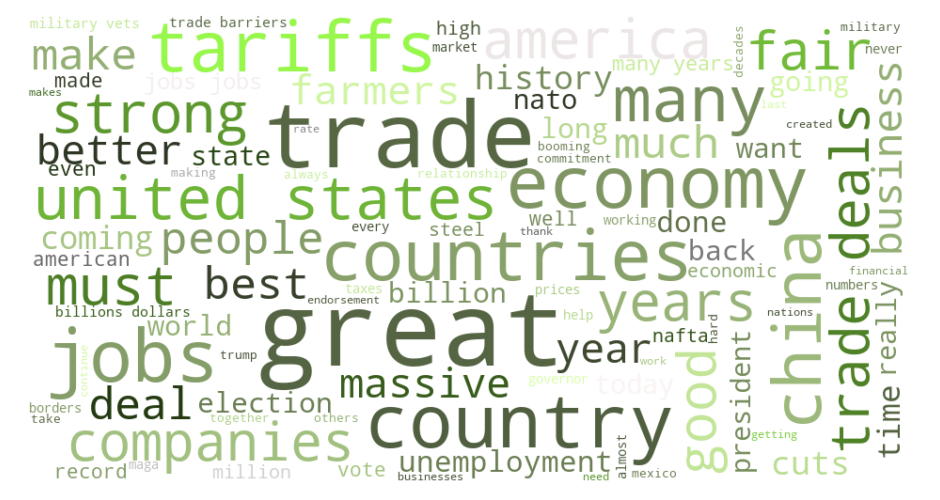 military vets
trade barriers
high
military
make
tariffs
america
fair
market
never
decades
made
jobs jobs
farmers
history
many years
going
makes
strong
trade
nato
many
last
business
better
state
rate
long
booming
much
want
created
commitment
even
making
always
relationship
economy
trade deals
united states
people
every
well
working
done
steel
thank
coming
countries
back
china
american
economic
financial
must
best
taxes
billion
prices
years
numbers
endorsement
billions dollars
help
hard
nations
really
world
great
year
nafta
jobs
trump
continue
massive
governor
work
today
good
president
time
deal
election
country
borders
take
together
others
getting
companies
record
maga
million
vote
unemployment
businesses
need
almost
mexico
cuts